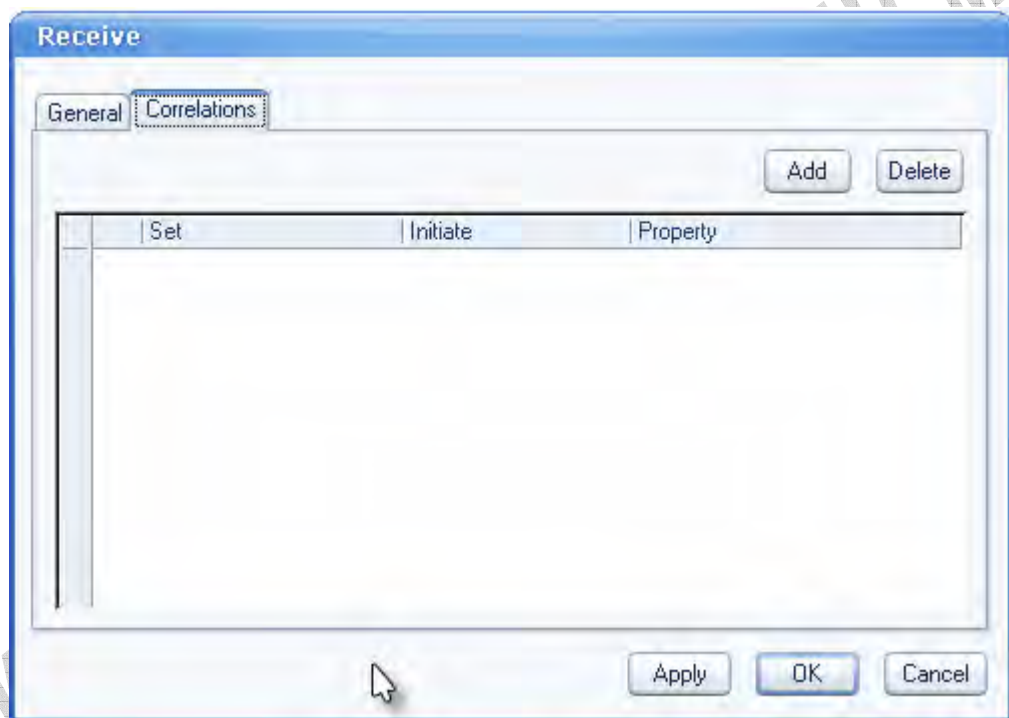 Receive
General Correlations
Add Delete
Set Initiate Property
Apply OK Cancel